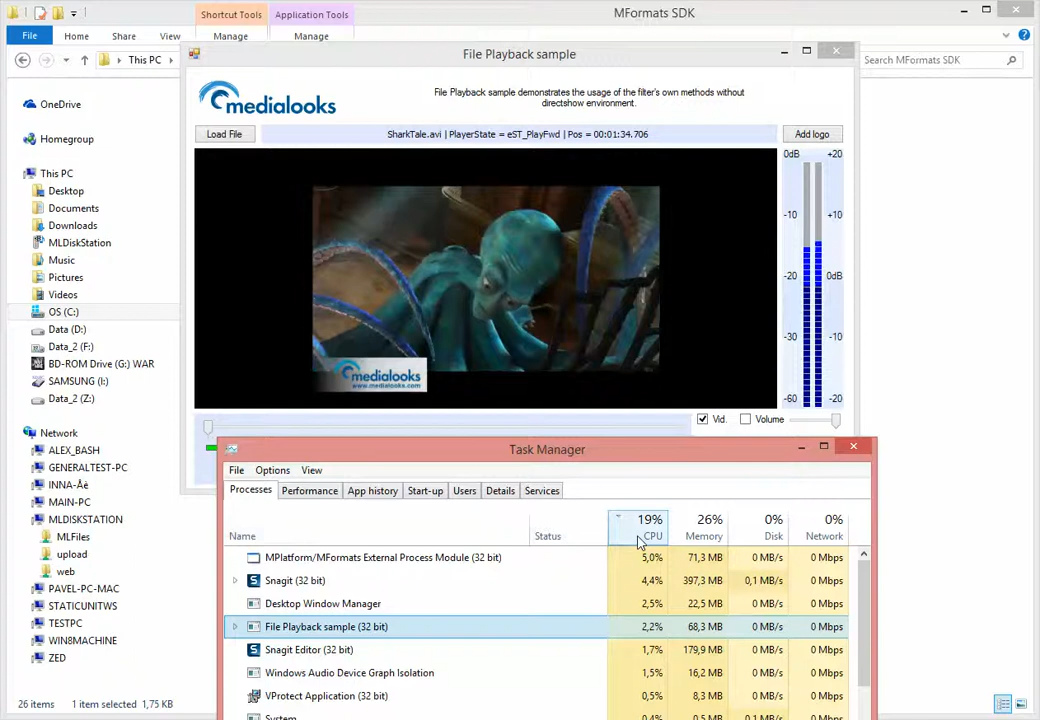 Shortcut Tools
Application Tools
MFormats SDK
File
Home
Share
View
Manage
Manage
This PC
Search MFormats SDK
File Playback sample
medialooks
File Playback sample demonstrates the usage of the filter's own methods without
directshow environment.
Load File
SharkTale.avi | PlayerState = eST_PlayFwd | Pos = 00:01:34.706
Add logo
0dB
+20
-10
+10
-20
0dB
-30
-10
-60
-20
medialooks
www.medialooks.com
Vid.
Volume
OneDrive
Homegroup
This PC
Desktop
Documents
Downloads
MLDiskStation
Music
Pictures
Videos
OS (C:)
Data (D:)
Data_2 (F:)
BD-ROM Drive (G:) WAR
SAMSUNG (I:)
Data_2 (Z:)
Network
ALEX_BASH
GENERALTEST-PC
INNA-Åè
MAIN-PC
MLDISKSTATION
MLFiles
upload
web
PAVEL-PC-MAC
STATICUNITWS
TESTPC
WIN8MACHINE
ZED
26 items
1 item selected 1,75 KB
Task Manager
File
Options
View
Processes
Performance
App history
Start-up
Users
Details
Services
19%
26%
0%
0%
Name
Status
CPU
Memory
Disk
Network
MPlatform/MFormats External Process Module (32 bit) 5,0% 71,3 MB 0 MB/s 0 Mbps
Snagit (32 bit) 4,4% 397,3 MB 0,1 MB/s 0 Mbps
Desktop Window Manager 2,5% 22,5 MB 0 MB/s 0 Mbps
File Playback sample (32 bit) 2,2% 68,3 MB 0 MB/s 0 Mbps
Snagit Editor (32 bit) 1,7% 179,9 MB 0 MB/s 0 Mbps
Windows Audio Device Graph Isolation 1,5% 16,2 MB 0 MB/s 0 Mbps
VProtect Application (32 bit) 0,5% 8,3 MB 0 MB/s 0 Mbps
System 0,4% 0,1 MB 0 MB/s 0 Mbps